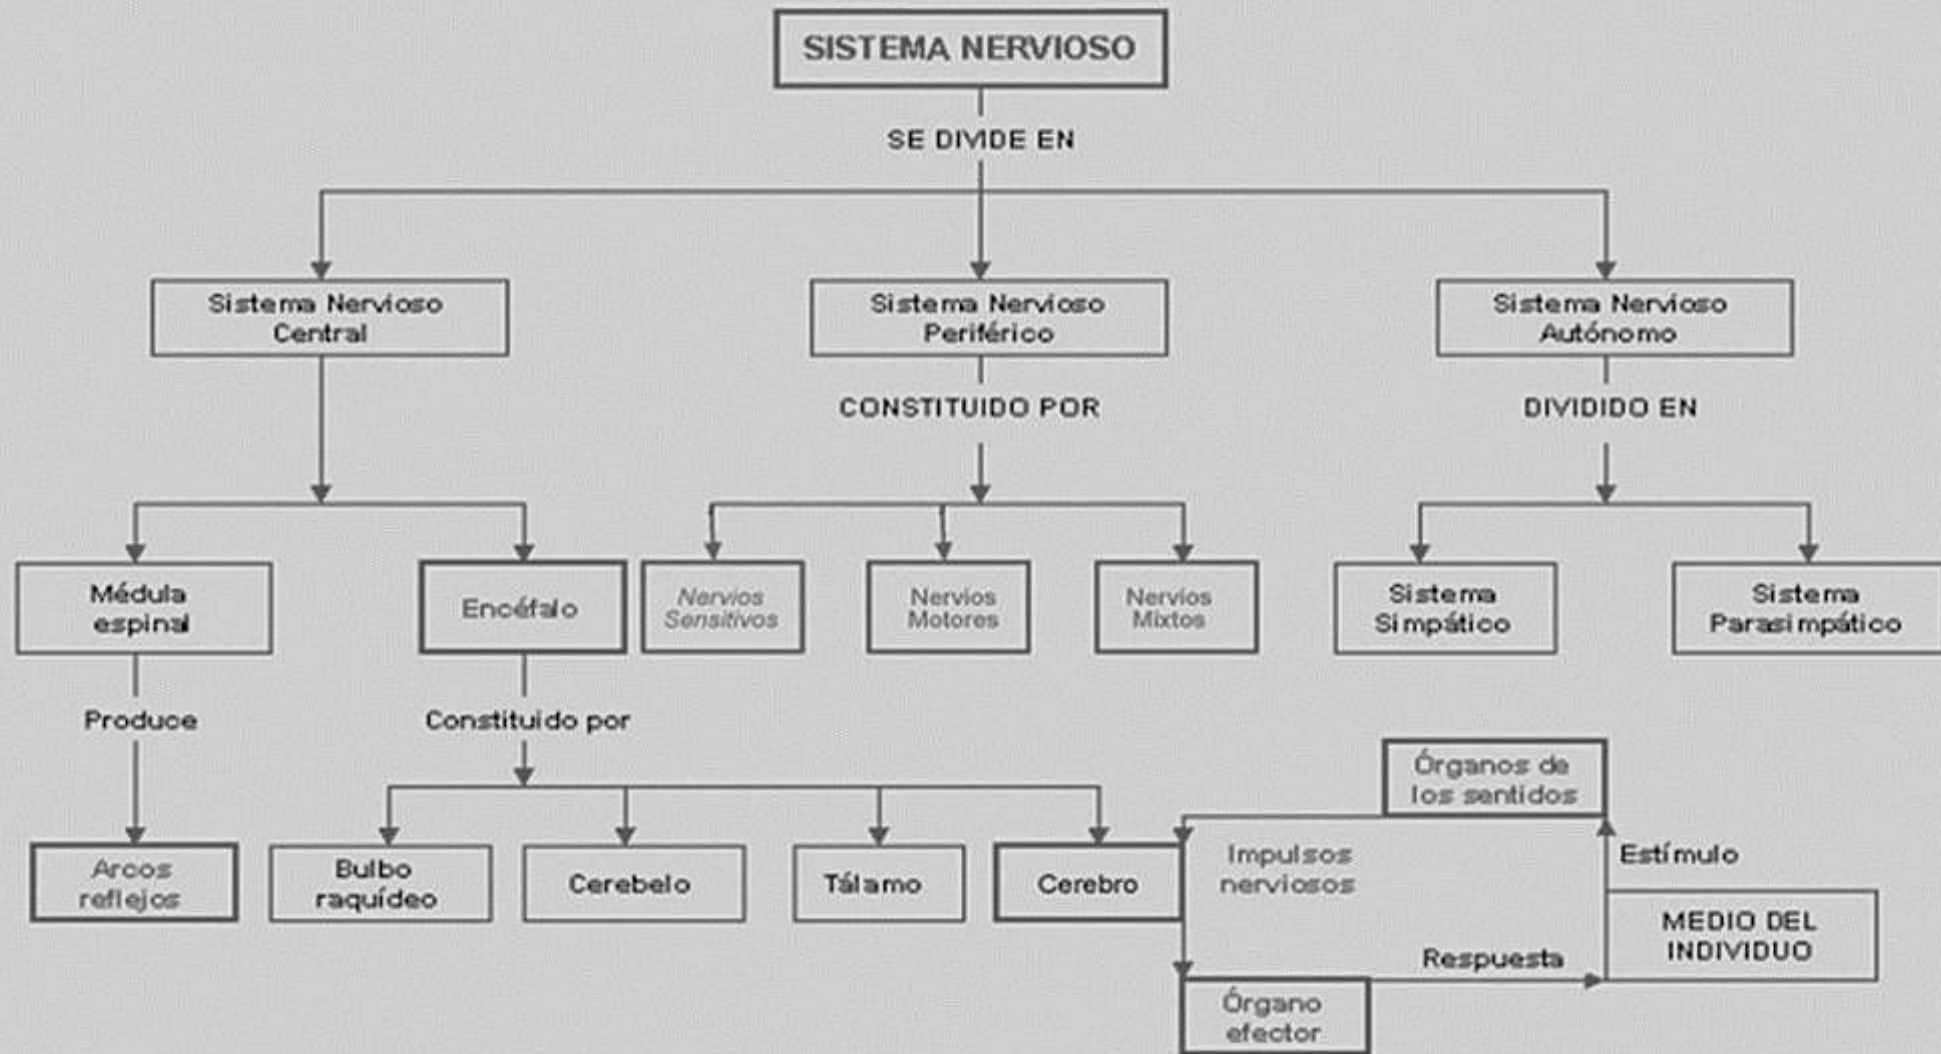 SISTEMA NERVIOSO
SE DIVIDE EN
Sistema Nervioso
Central
Sistema Nervioso
Periférico
Sistema Nervioso
Autónomo
CONSTITUIDO POR
DIVIDIDO EN
Médula
espinal
Encéfalo
Nervios
Sensitivos
Nervios
Motores
Nervios
Mixtos
Sistema
Simpático
Sistema
Parasimpático
Produce
Constituido por
Arcos
reflejos
Bulbo
raquídeo
Cerebelo
Tálamo
Cerebro
Órganos de
los sentidos
Impulsos
nerviosos
Estímulo
MEDIO DEL
INDIVIDUO
Respuesta
Órgano
efector